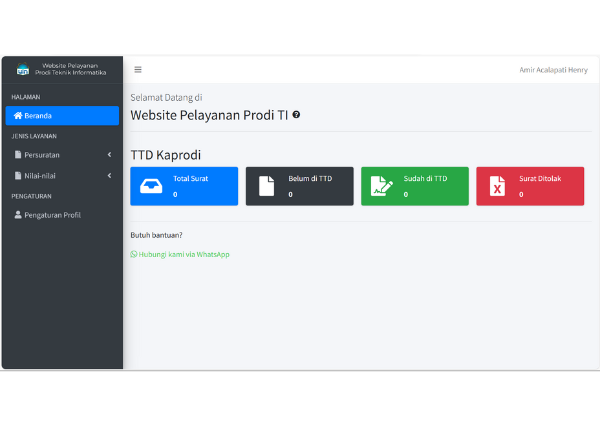 Website Pelayanan
Prodi Teknik Informatika
Amir Acalapati Henry
HALAMAN
Beranda
JENIS LAYANAN
Persuratan
Nilai-nilai
PENGATURAN
Pengaturan Profil
Selamat Datang di
Website Pelayanan Prodi TI
TTD Kaprodi
Total Surat
0
Belum di TTD
0
Sudah di TTD
0
Surat Ditolak
0
Butuh bantuan?
Hubungi kami via WhatsApp